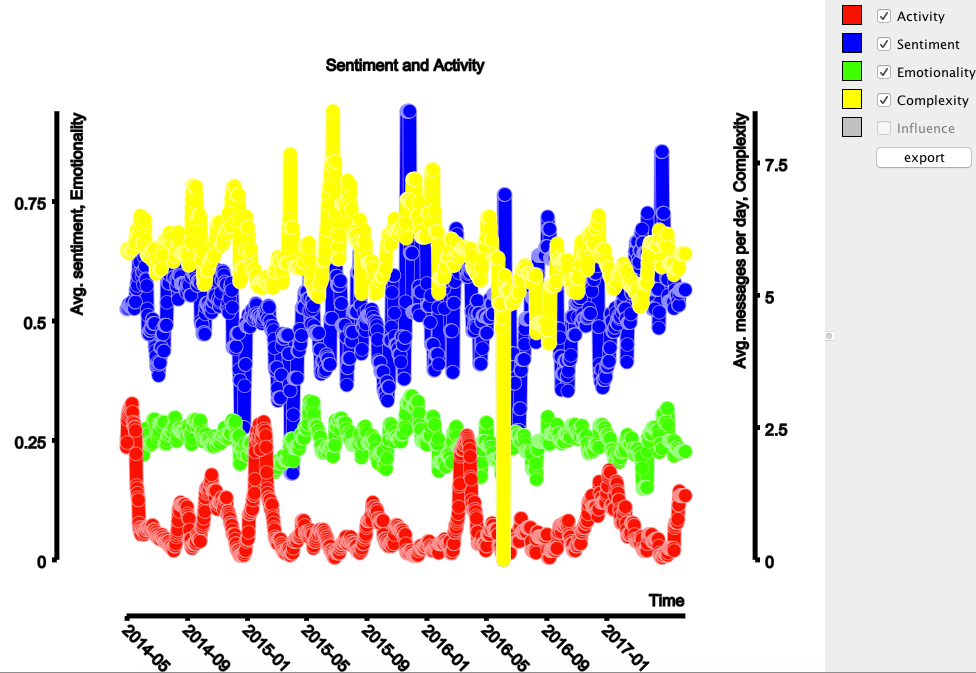 Sentiment and Activity
Avg. sentiment, Emotionality
0.75
0.5
0.25
0
Avg. messages per day, Complexity
7.5
5
2.5
0
Time
2014-05
2014-09
2015-01
2015-05
2015-09
2016-01
2016-05
2016-09
2017-01
Activity
Sentiment
Emotionality
Complexity
Influence
export